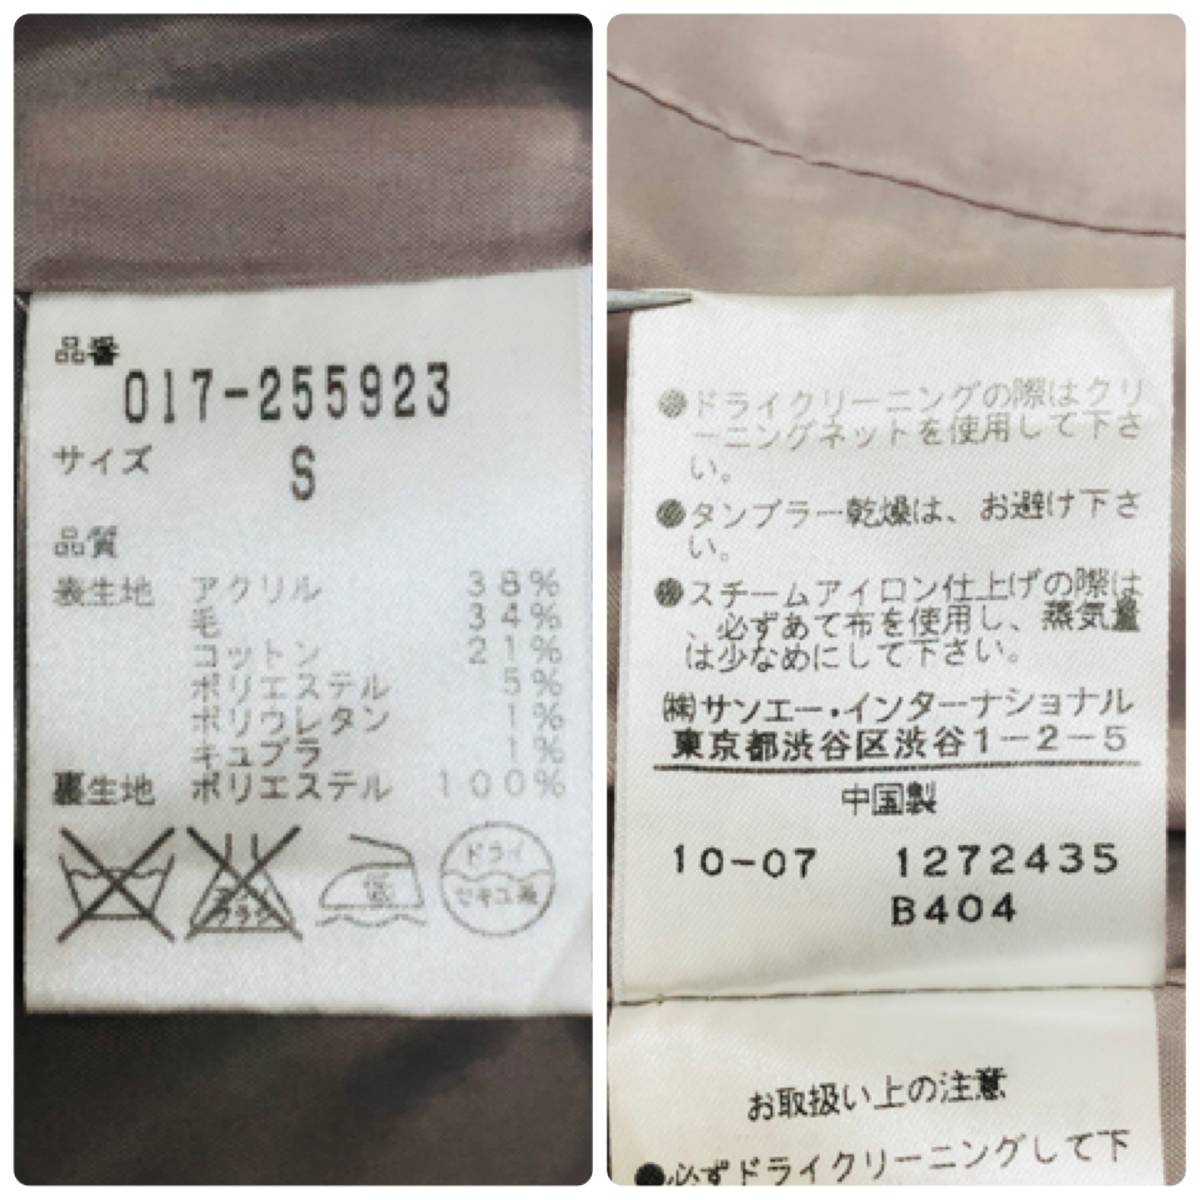 品番
017-255923
サイズ S
品質
表生地 アクリル 38%
毛 34%
コットン 21%
ポリエステル 5%
ポリウレタン 1%
キュプラ 1%
裏生地 ポリエステル 100%
エンソ
フラシ
低
ドライ
セキユ系
●ドライクリーニングの際はクリ
ーニングネットを使用して下さ
い。
●タンブラー乾燥は、お避け下さ
い。
●スチームアイロン仕上げの際は
、必ずあて布を使用し、蒸気量
は少なめにして下さい。
㈱サンエー・インターナショナル
東京都渋谷区渋谷1-2-5
中国製
10-07 1272435
B404
お取扱い上の注意
●必ずドライクリーニングして下